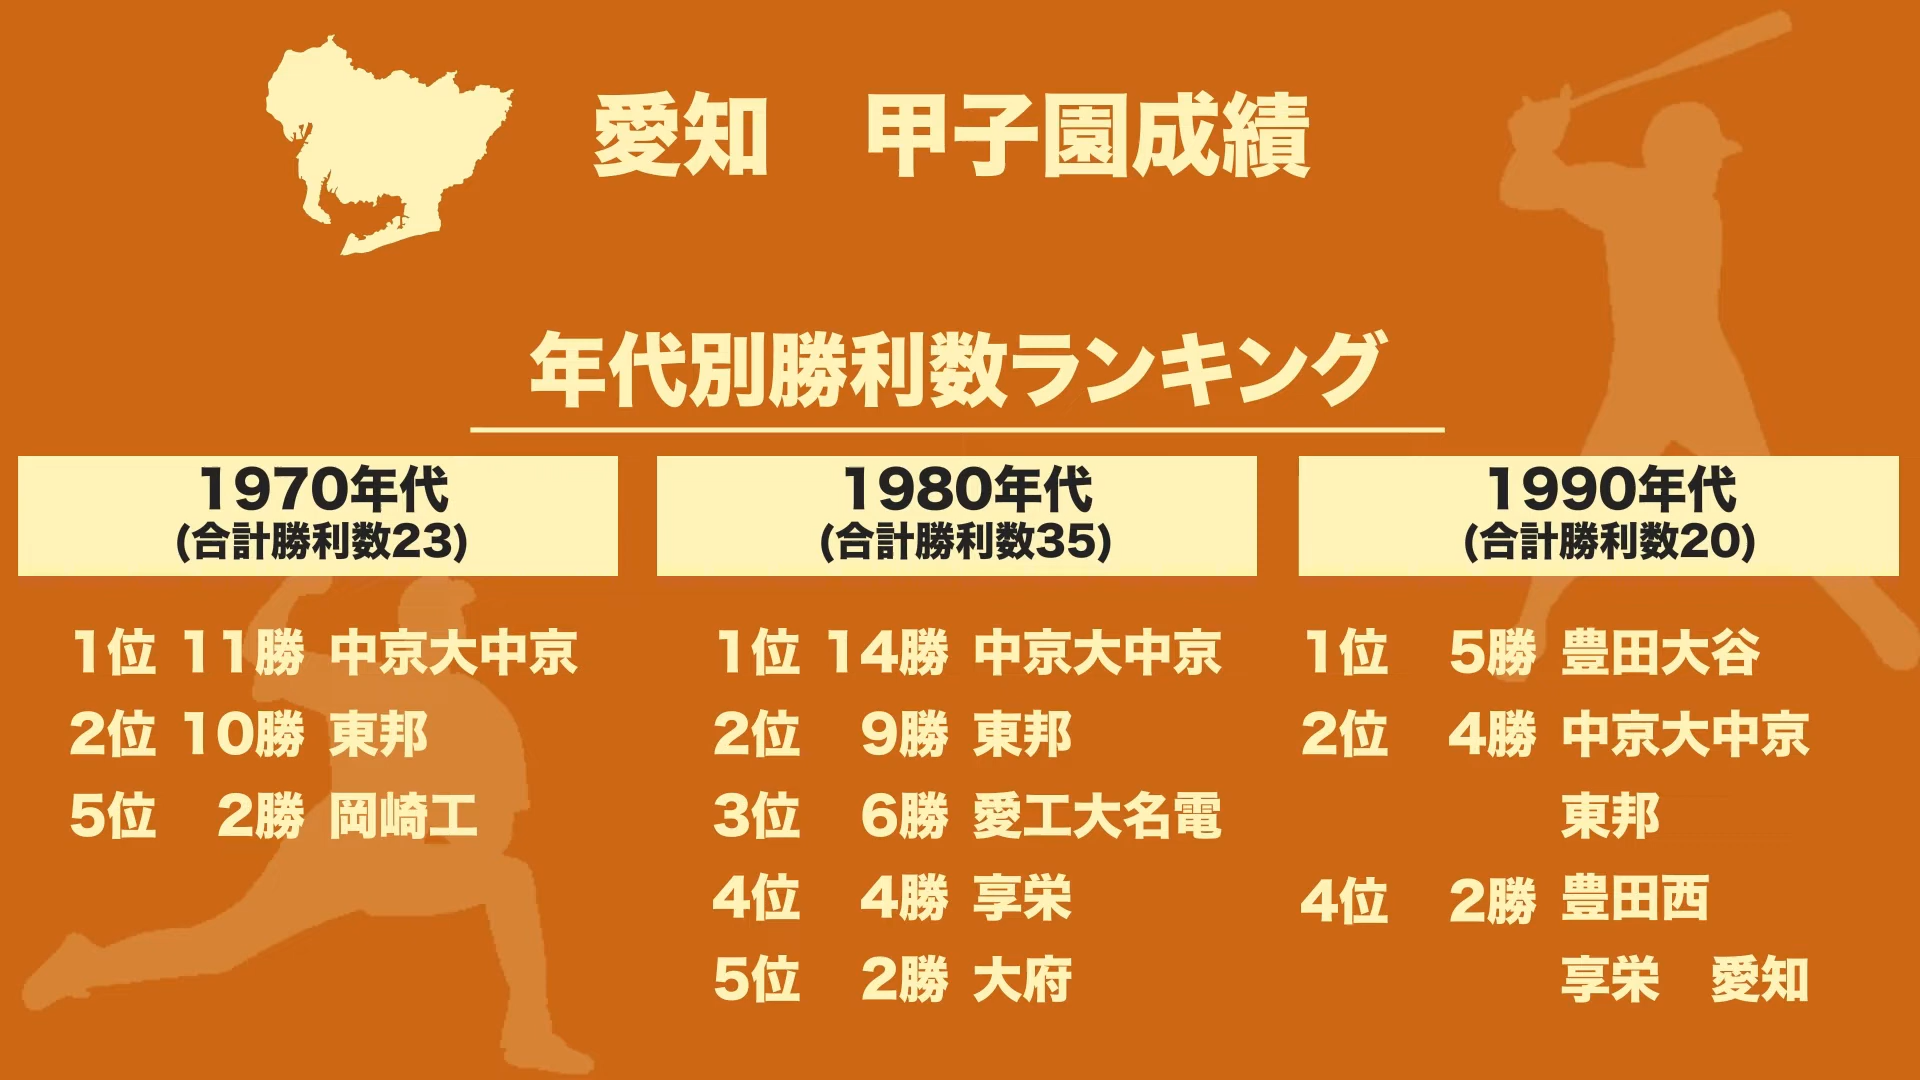 愛知　甲子園成績
年代別勝利数ランキング
1970年代
(合計勝利数23)
1位 11勝 中京大中京
2位 10勝 東邦
5位 2勝 岡崎工
1980年代
(合計勝利数35)
1位 14勝 中京大中京
2位 9勝 東邦
3位 6勝 愛工大名電
4位 4勝 享栄
5位 2勝 大府
1990年代
(合計勝利数20)
1位 5勝 豊田大谷
2位 4勝 中京大中京
東邦
4位 2勝 豊田西
享栄　愛知